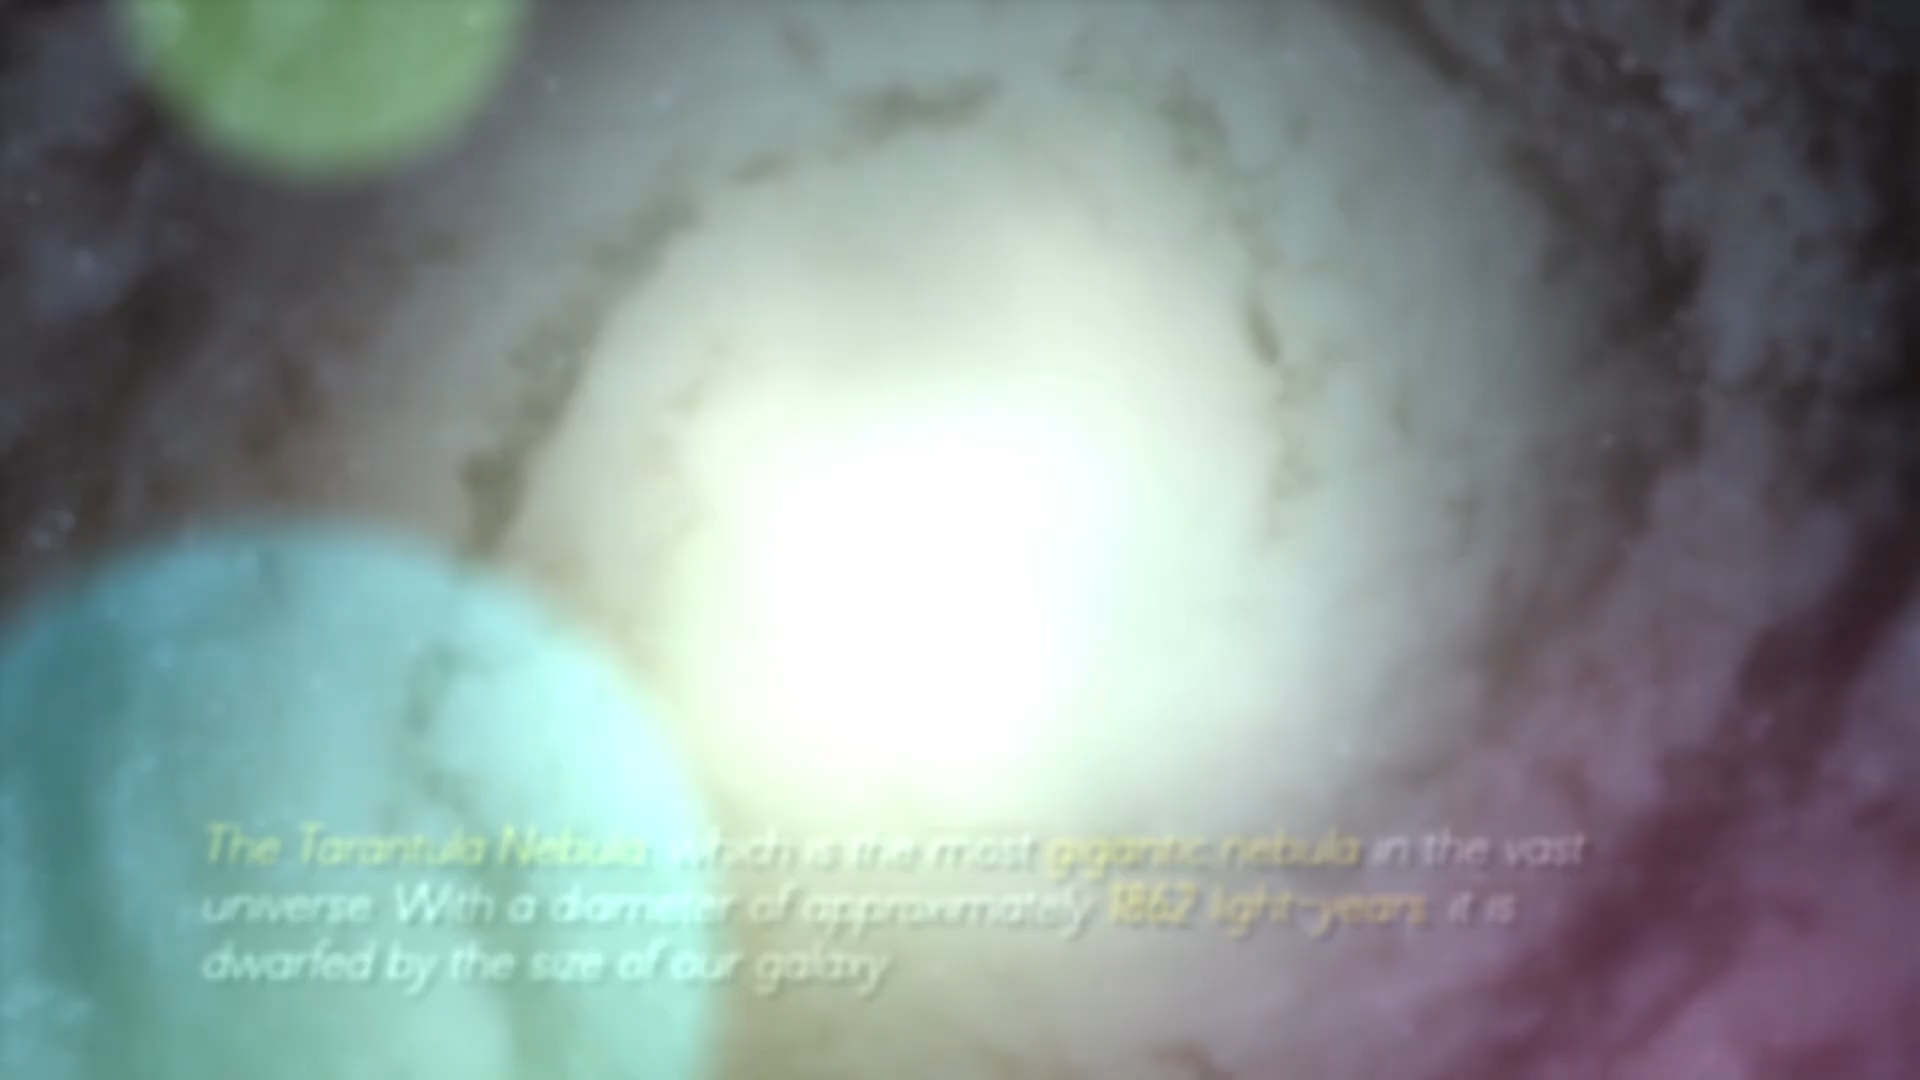 The Tarantula Nebula, which is the most gigantic nebula in the vast
universe. With a diameter of approximately 1862 light-years, it is
dwarfed by the size of our galaxy